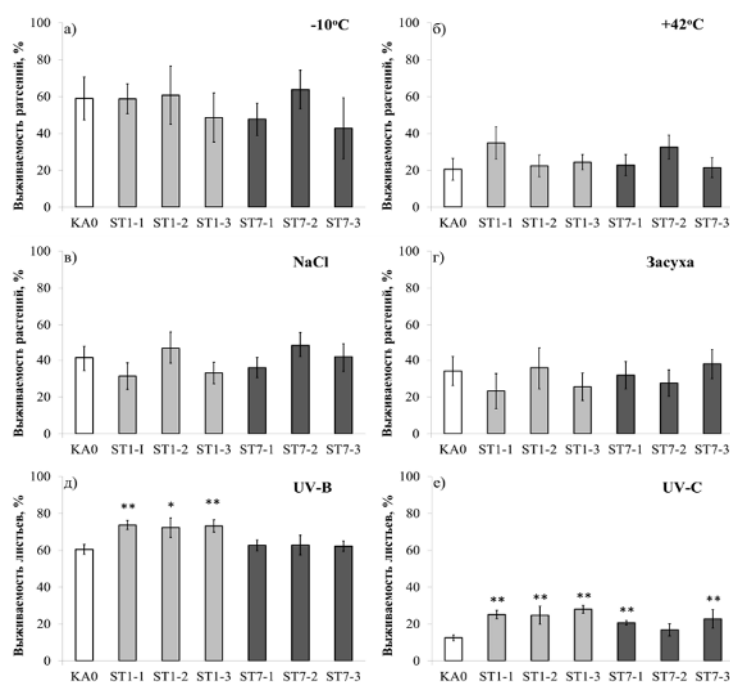 а)
-10°C
Выживаемость ратсений, %
100
80
60
40
20
0
KA0 ST1-1 ST1-2 ST1-3 ST7-1 ST7-2 ST7-3
б)
+42°C
Выживаемость растений, %
100
80
60
40
20
0
KA0 ST1-1 ST1-2 ST1-3 ST7-1 ST7-2 ST7-3
в)
NaCl
Выживаемость растений, %
100
80
60
40
20
0
KA0 ST1-I ST1-2 ST1-3 ST7-1 ST7-2 ST7-3
г)
Засуха
Выживаемость растений, %
100
80
60
40
20
0
KA0 ST1-1 ST1-2 ST1-3 ST7-1 ST7-2 ST7-3
д)
UV-B
Выживаемость листьев, %
100
80
60
40
20
0
** * **
KA0 ST1-1 ST1-2 ST1-3 ST7-1 ST7-2 ST7-3
е)
UV-C
Выживаемость листьев, %
100
80
60
40
20
0
** ** ** ** **
KA0 ST1-1 ST1-2 ST1-3 ST7-1 ST7-2 ST7-3